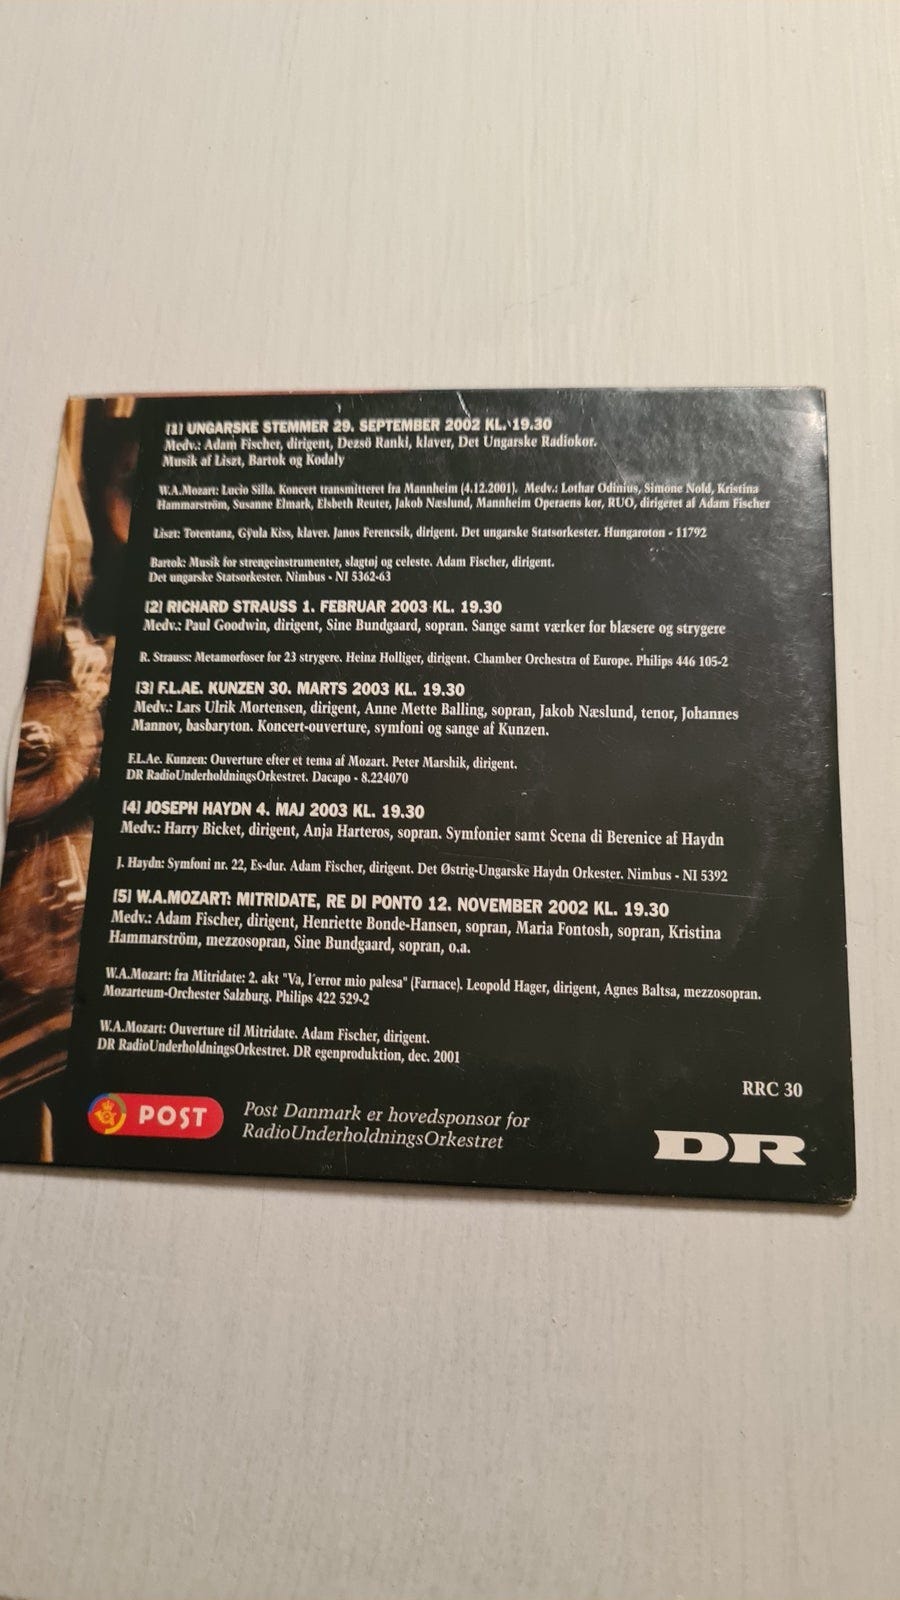 [1] UNGARSKE STEMMER 29. SEPTEMBER 2002 KL. 19.30
Medv.: Adam Fischer, dirigent, Dezsö Ranki, klaver, Det Ungarske Radiokor.
Musik af Liszt, Bartok og Kodaly
W.A.Mozart: Lucio Silla. Koncert transmitteret fra Mannheim (4.12.2001). Medv.: Lothar Odinius, Simone Nold, Kristina
Hammarström, Susanne Elmark, Elsbeth Reuter, Jakob Næslund, Mannheim Operaens kor, RUO, dirigeret af Adam Fischer
Liszt: Totentanz, Gÿula Kiss, klaver. Janos Ferencsik, dirigent. Det ungarske Statsorkester. Hungaroton - 11792
Bartok: Musik for strengeinstrumenter, slagtøj og celeste. Adam Fischer, dirigent.
Det ungarske Statsorkester. Nimbus - NI 5362-63
[2] RICHARD STRAUSS 1. FEBRUAR 2003 KL. 19.30
Medv.: Paul Goodwin, dirigent, Sine Bundgaard, sopran. Sange samt værker for blæsere og strygere
R. Strauss: Metamorfoser for 23 strygere. Heinz Holliger, dirigent. Chamber Orchestra of Europe. Philips 446 105-2
[3] F.L.AE. KUNZEN 30. MARTS 2003 KL. 19.30
Medv.: Lars Ulrik Mortensen, dirigent, Anne Mette Balling, sopran, Jakob Næslund, tenor, Johannes
Mannov, basbaryton. Koncert-ouverture, symfoni og sange af Kunzen.
F.L.Ae. Kunzen: Ouverture efter et tema af Mozart. Peter Marshik, dirigent.
DR RadioUnderholdningsOrkestret. Dacapo - 8.224070
[4] JOSEPH HAYDN 4. MAJ 2003 KL. 19.30
Medv.: Harry Bicket, dirigent, Anja Harteros, sopran. Symfonier samt Scena di Berenice af Haydn
J. Haydn: Symfoni nr. 22, Es-dur. Adam Fischer, dirigent. Det Østrig-Ungarske Haydn Orkester. Nimbus - NI 5392
[5] W.A.MOZART: MITRIDATE, RE DI PONTO 12. NOVEMBER 2002 KL. 19.30
Medv.: Adam Fischer, dirigent, Henriette Bonde-Hansen, sopran, Maria Fontosh, sopran, Kristina
Hammarström, mezzosopran, Sine Bundgaard, sopran, o.a.
W.A.Mozart: fra Mitridate: 2. akt "Va, l'error mio palesa" (Farnace). Leopold Hager, dirigent, Agnes Baltsa, mezzosopran.
Mozarteum-Orchester Salzburg. Philips 422 529-2
W.A.Mozart: Ouverture til Mitridate. Adam Fischer, dirigent.
DR RadioUnderholdningsOrkestret. DR egenproduktion, dec. 2001
RRC 30
POST
Post Danmark er hovedsponsor for
RadioUnderholdningsOrkestret
DR